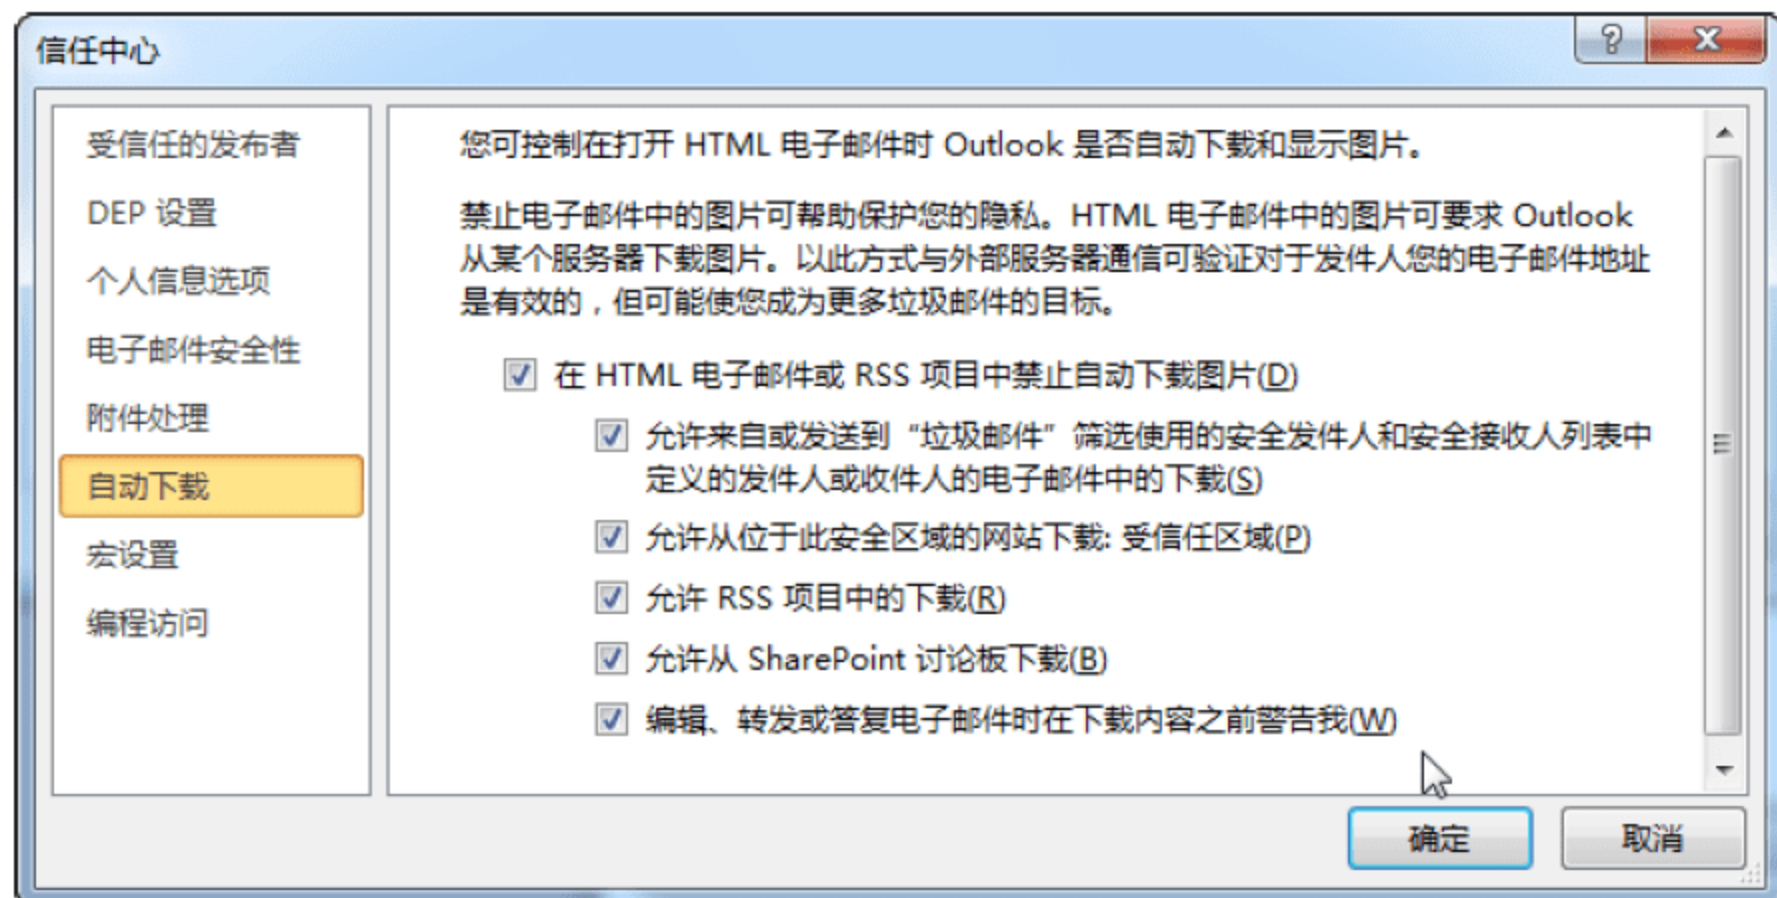 信任中心
受信任的发布者
DEP 设置
个人信息选项
电子邮件安全性
附件处理
自动下载
宏设置
编程访问
您可控制在打开 HTML 电子邮件时 Outlook 是否自动下载和显示图片。
禁止电子邮件中的图片可帮助保护您的隐私。HTML 电子邮件中的图片可要求 Outlook
从某个服务器下载图片。以此方式与外部服务器通信可验证对于发件人您的电子邮件地址
是有效的，但可能使您成为更多垃圾邮件的目标。
在 HTML 电子邮件或 RSS 项目中禁止自动下载图片(D)
允许来自或发送到“垃圾邮件”筛选使用的安全发件人和安全接收人列表中
定义的发件人或收件人的电子邮件中的下载(S)
允许从位于此安全区域的网站下载: 受信任区域(P)
允许 RSS 项目中的下载(R)
允许从 SharePoint 讨论板下载(B)
编辑、转发或答复电子邮件时在下载内容之前警告我(W)
确定
取消